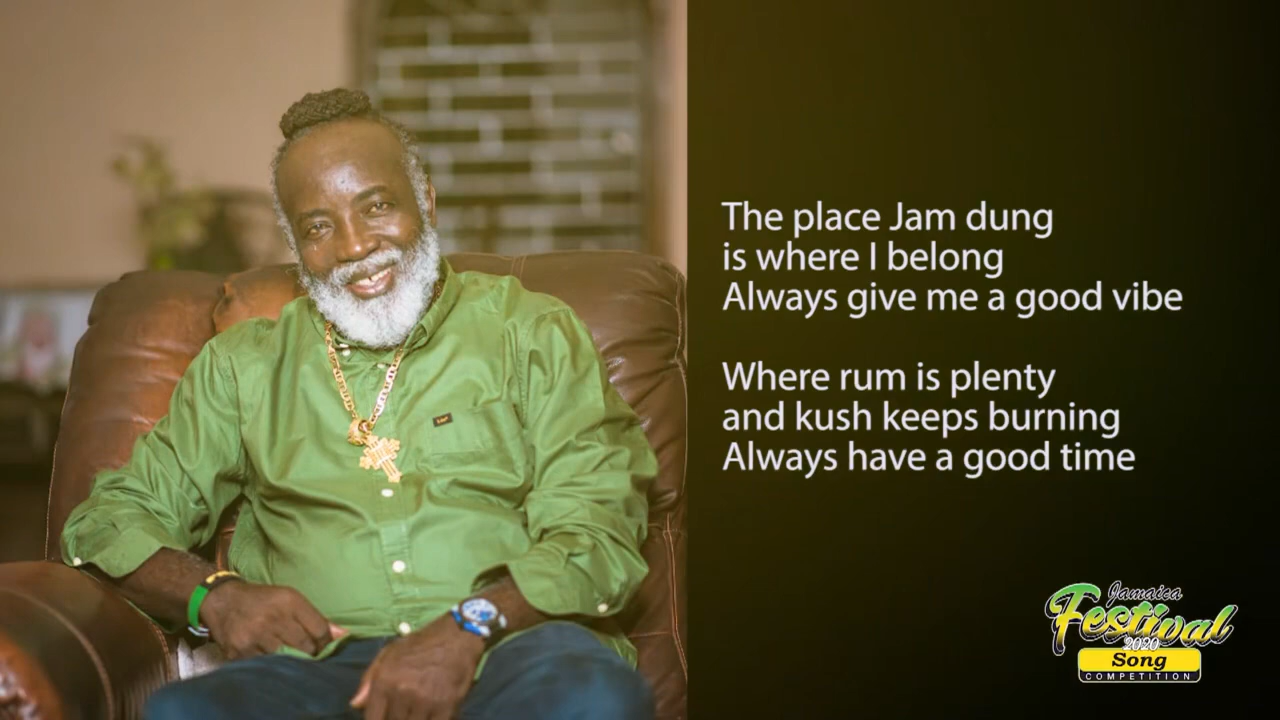 The place Jam dung
is where I belong
Always give me a good vibe
Where rum is plenty
and kush keeps burning
Always have a good time
Jamaica
Festival
2020
Song
COMPETITION